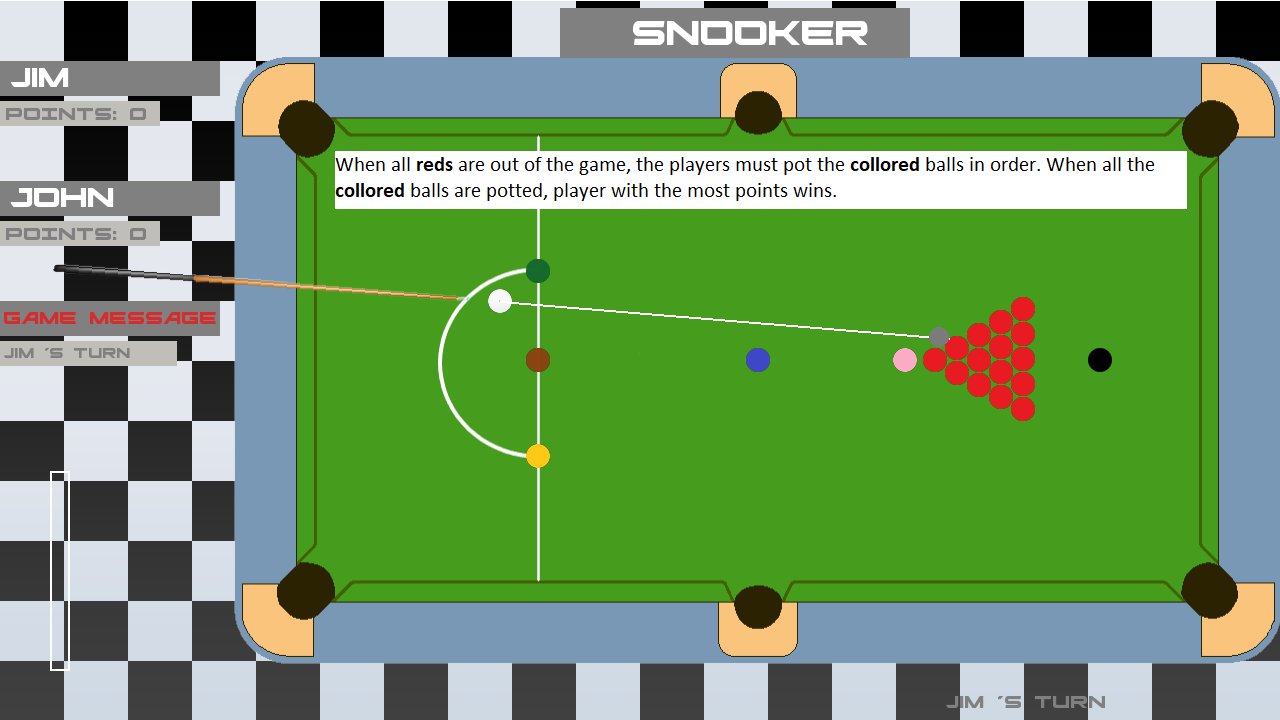 SNOOKER
JIM
POINTS: 0
When all reds are out of the game, the players must pot the collored balls in order. When all the
collored balls are potted, player with the most points wins.
JOHN
POINTS: 0
GAME MESSAGE
JIM 'S TURN
JIM 'S TURN